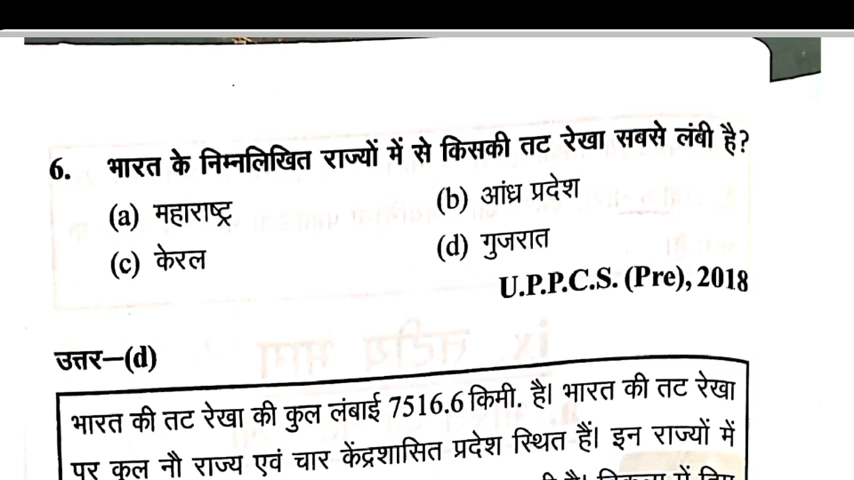 6. भारत के निम्नलिखित राज्यों में से किसकी तट रेखा सबसे लंबी है?
(a) महाराष्ट्र (b) आंध्र प्रदेश
(c) केरल (d) गुजरात
U.P.P.C.S. (Pre), 2018
उत्तर—(d)
भारत की तट रेखा की कुल लंबाई 7516.6 किमी. है। भारत की तट रेखा
पर कुल नौ राज्य एवं चार केंद्रशासित प्रदेश स्थित हैं। इन राज्यों में